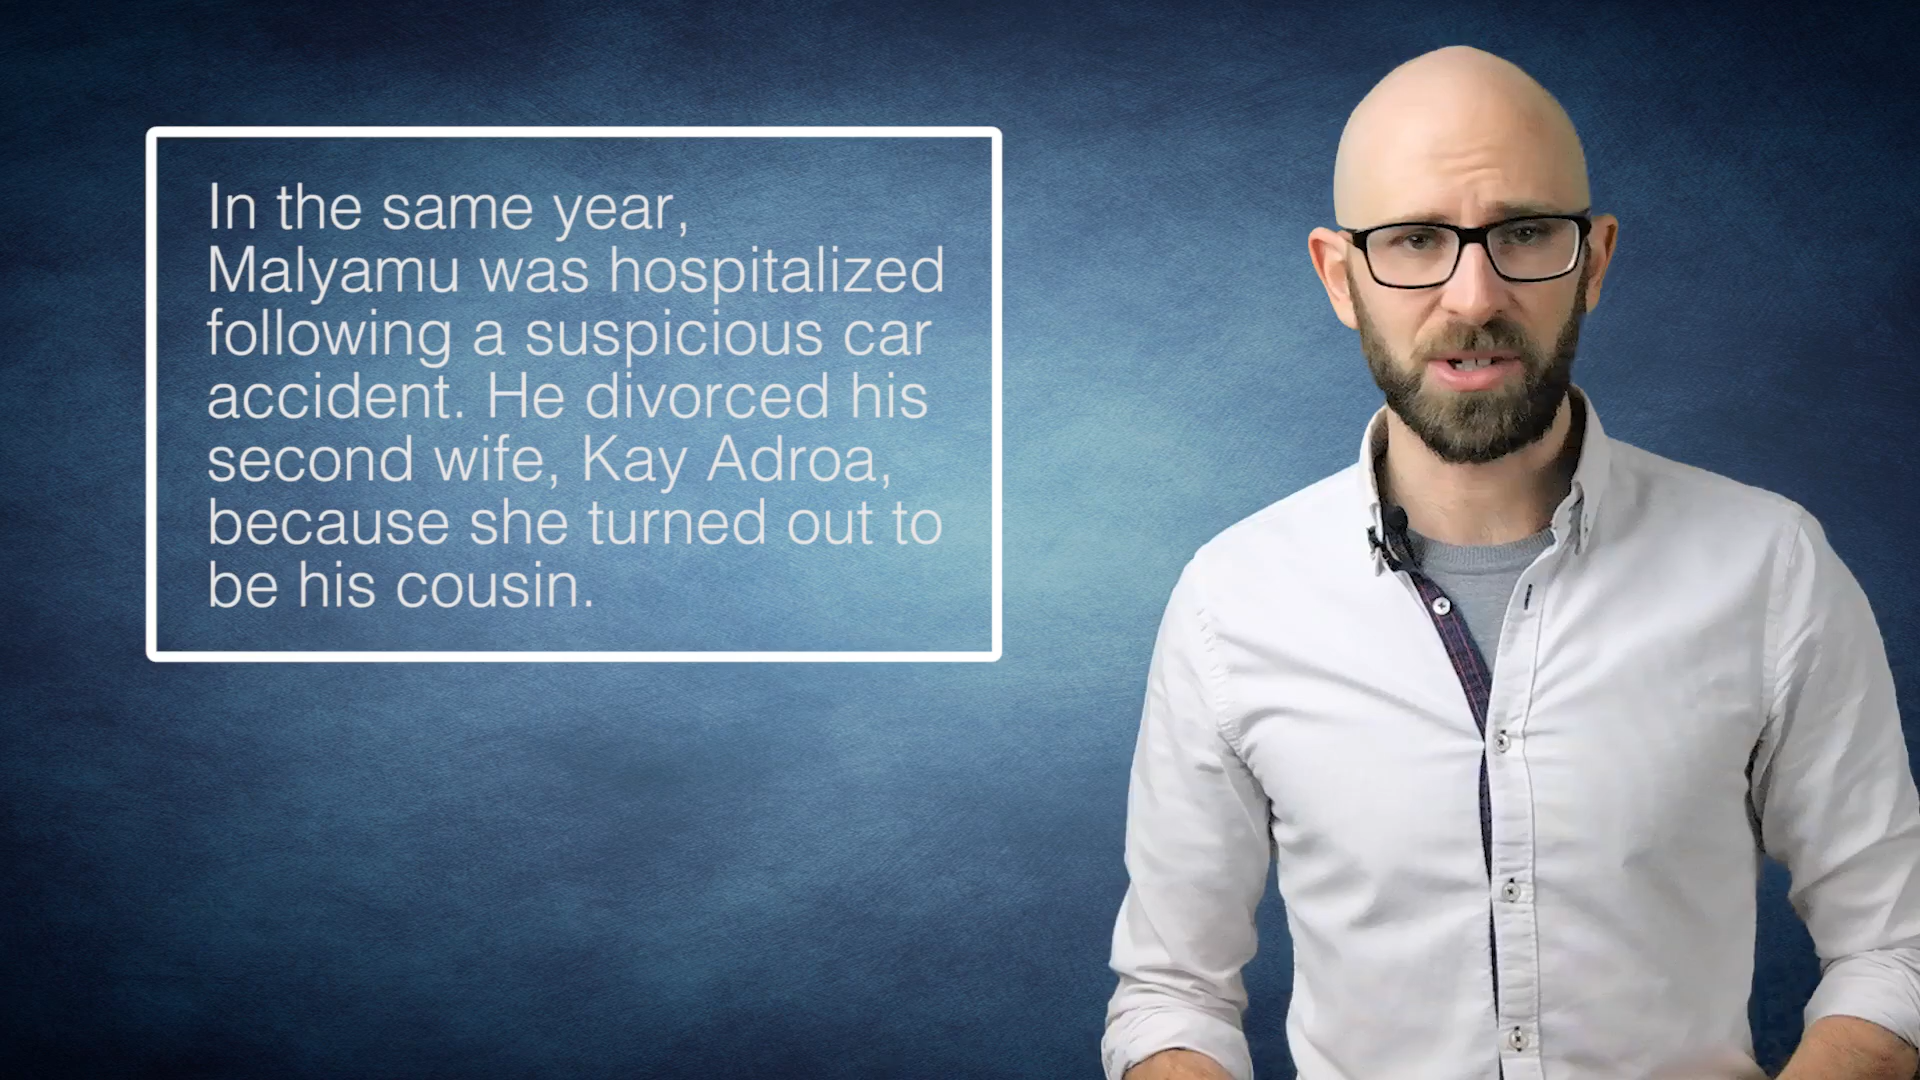 In the same year,
Malyamu was hospitalized
following a suspicious car
accident. He divorced his
second wife, Kay Adroa,
because she turned out to
be his cousin.